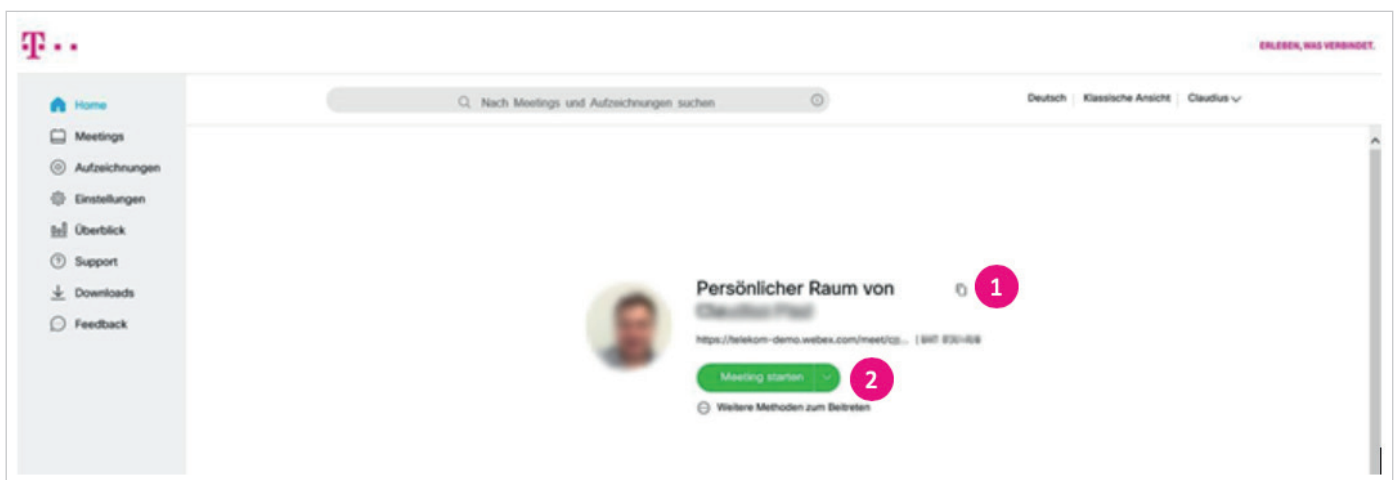 T
ERLEBEN, WAS VERBINDET.
Nach Meetings und Aufzeichnungen suchen
Deutsch | Klassische Ansicht | Claudius
Home
Meetings
Aufzeichnungen
Einstellungen
Überblick
Support
Downloads
Feedback
Persönlicher Raum von
1
https://telekom-demo.webex.com/meet/cp... |
Meeting starten
2
Weitere Methoden zum Beitreten